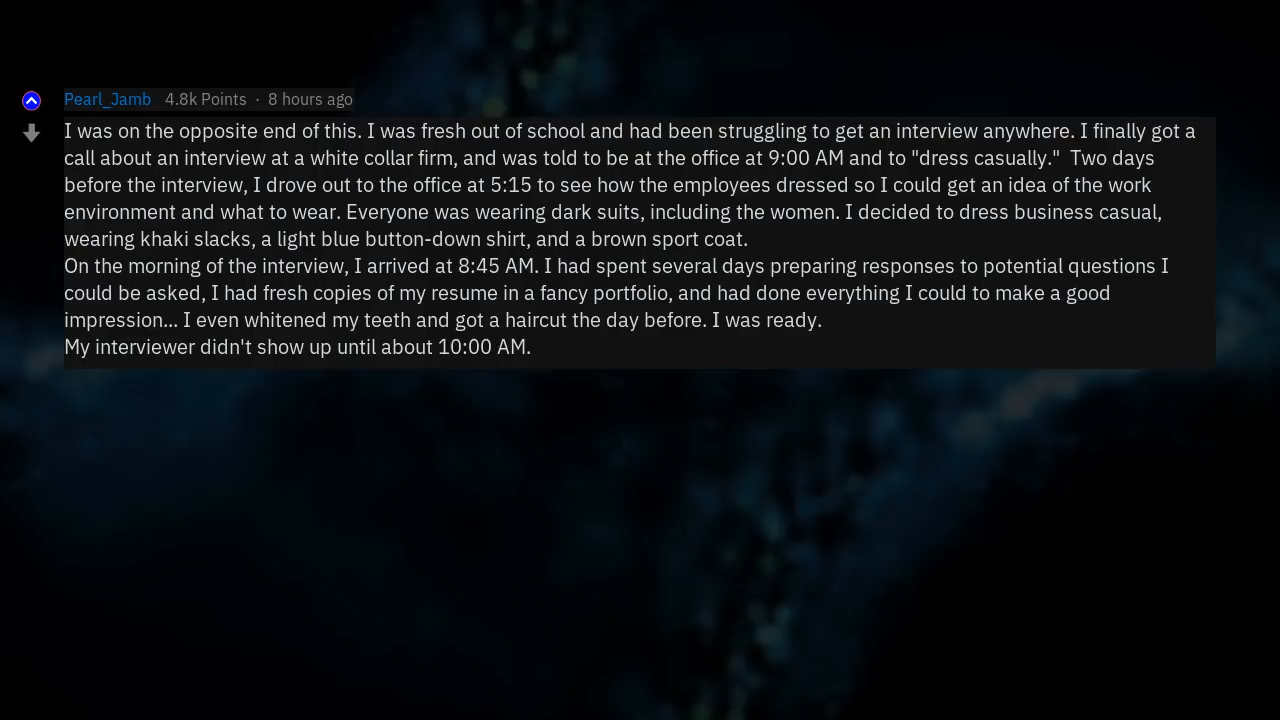 Pearl_Jamb 4.8k Points · 8 hours ago
I was on the opposite end of this. I was fresh out of school and had been struggling to get an interview anywhere. I finally got a
call about an interview at a white collar firm, and was told to be at the office at 9:00 AM and to "dress casually."  Two days
before the interview, I drove out to the office at 5:15 to see how the employees dressed so I could get an idea of the work
environment and what to wear. Everyone was wearing dark suits, including the women. I decided to dress business casual,
wearing khaki slacks, a light blue button-down shirt, and a brown sport coat.
On the morning of the interview, I arrived at 8:45 AM. I had spent several days preparing responses to potential questions I
could be asked, I had fresh copies of my resume in a fancy portfolio, and had done everything I could to make a good
impression... I even whitened my teeth and got a haircut the day before. I was ready.
My interviewer didn't show up until about 10:00 AM.